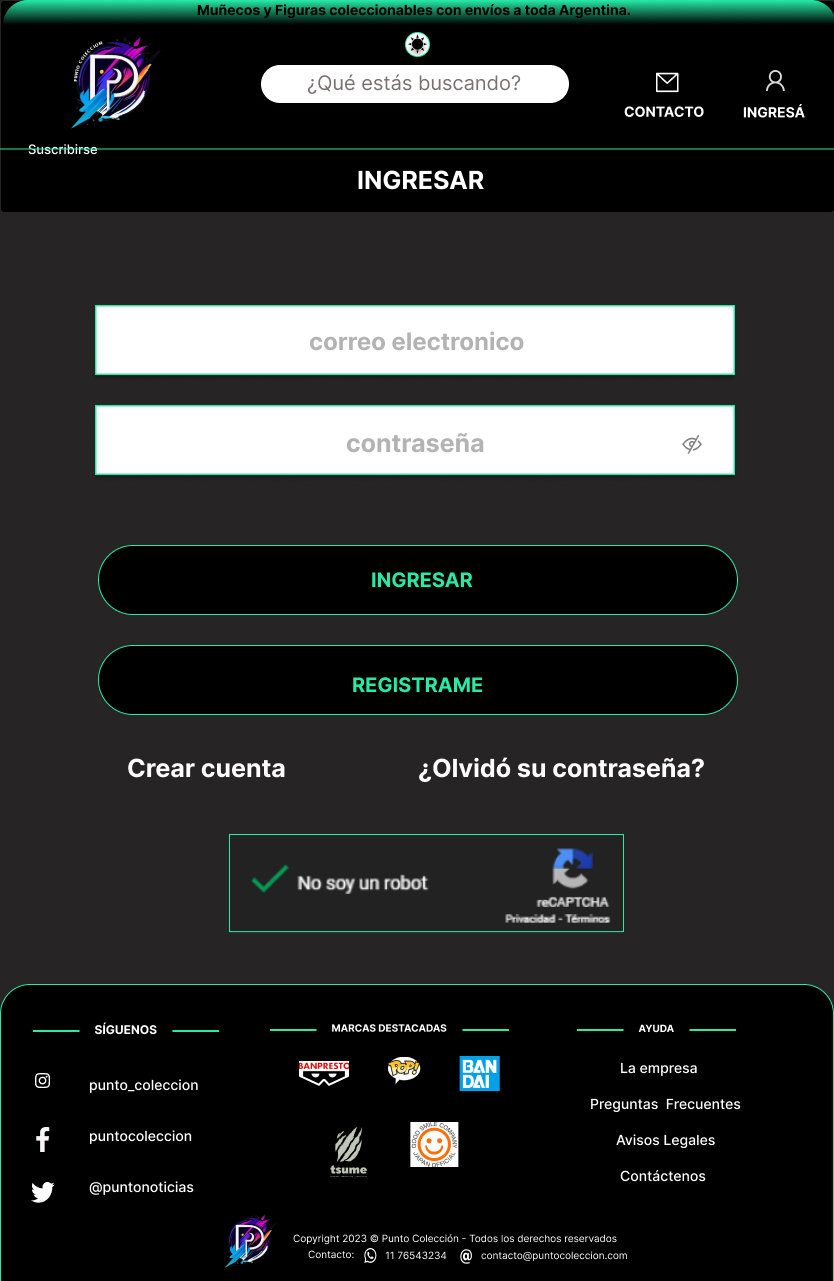 Muñecos y Figuras coleccionables con envíos a toda Argentina.
PUNTO COLECCION
¿Qué estás buscando?
CONTACTO
INGRESÁ
Suscribirse
INGRESAR
correo electronico
contraseña
INGRESAR
REGISTRAME
Crear cuenta
¿Olvidó su contraseña?
No soy un robot
reCAPTCHA
Privacidad - Términos
SÍGUENOS
punto_coleccion
puntocoleccion
@puntonoticias
MARCAS DESTACADAS
BANPRESTO
POP!
BAN
DAI
tsume
GOOD SMILE COMPANY
JAPAN OFFICIAL
AYUDA
La empresa
Preguntas  Frecuentes
Avisos Legales
Contáctenos
Copyright 2023 © Punto Colección - Todos los derechos reservados
Contacto: 11 76543234 @ contacto@puntocoleccion.com